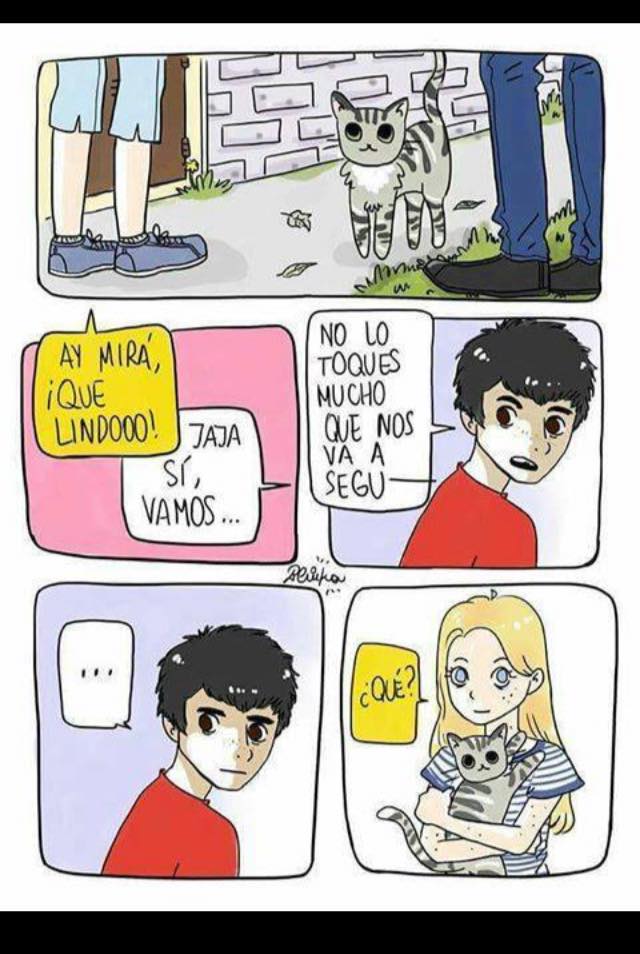 AY MIRÁ,
¡QUE
LINDOOO!
JAJA
SÍ,
VAMOS...
NO LO
TOQUES
MUCHO
QUE NOS
VA A
SEGU—
...
¿QUÉ?